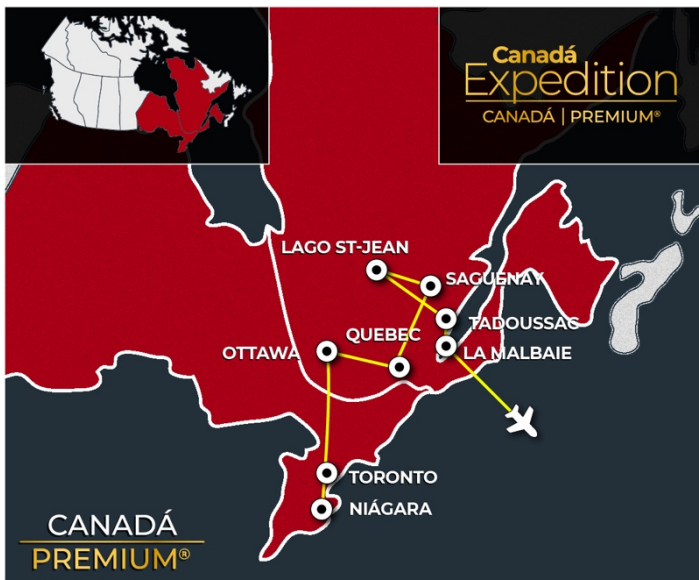 Canadá
Expedition
CANADÁ | PREMIUM®
LAGO ST-JEAN
SAGUENAY
TADOUSSAC
QUEBEC
LA MALBAIE
OTTAWA
TORONTO
NIÁGARA
CANADÁ
PREMIUM®